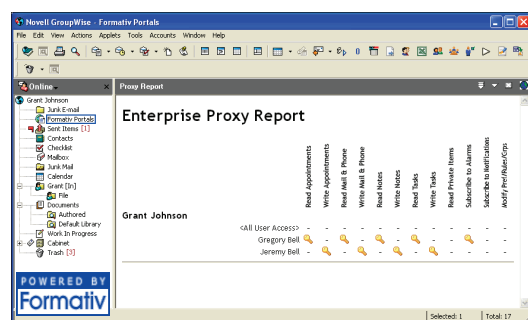 Novell GroupWise - Formativ Portals
File Edit View Actions Applets Tools Accounts Window Help
Online
Grant Johnson
Junk E-mail
Formativ Portals
Sent Items [1]
Contacts
Checklist
Mailbox
Junk Mail
Calendar
Grant [In]
File
Documents
Authored
Default Library
Work In Progress
Cabinet
Trash [3]
POWERED BY
Formativ
Proxy Report
Enterprise Proxy Report
Read Appointments
Write Appointments
Read Mail & Phone
Write Mail & Phone
Read Notes
Write Notes
Read Tasks
Write Tasks
Read Private Items
Subscribe to Alarms
Subscribe to Notifications
Modify Pref/Rules/Grps
Grant Johnson
<All User Access> - - - - - - - - - - - -
Gregory Bell - - - - - - - -
Jeremy Bell - - - - - - - -
Selected: 1 Total: 17